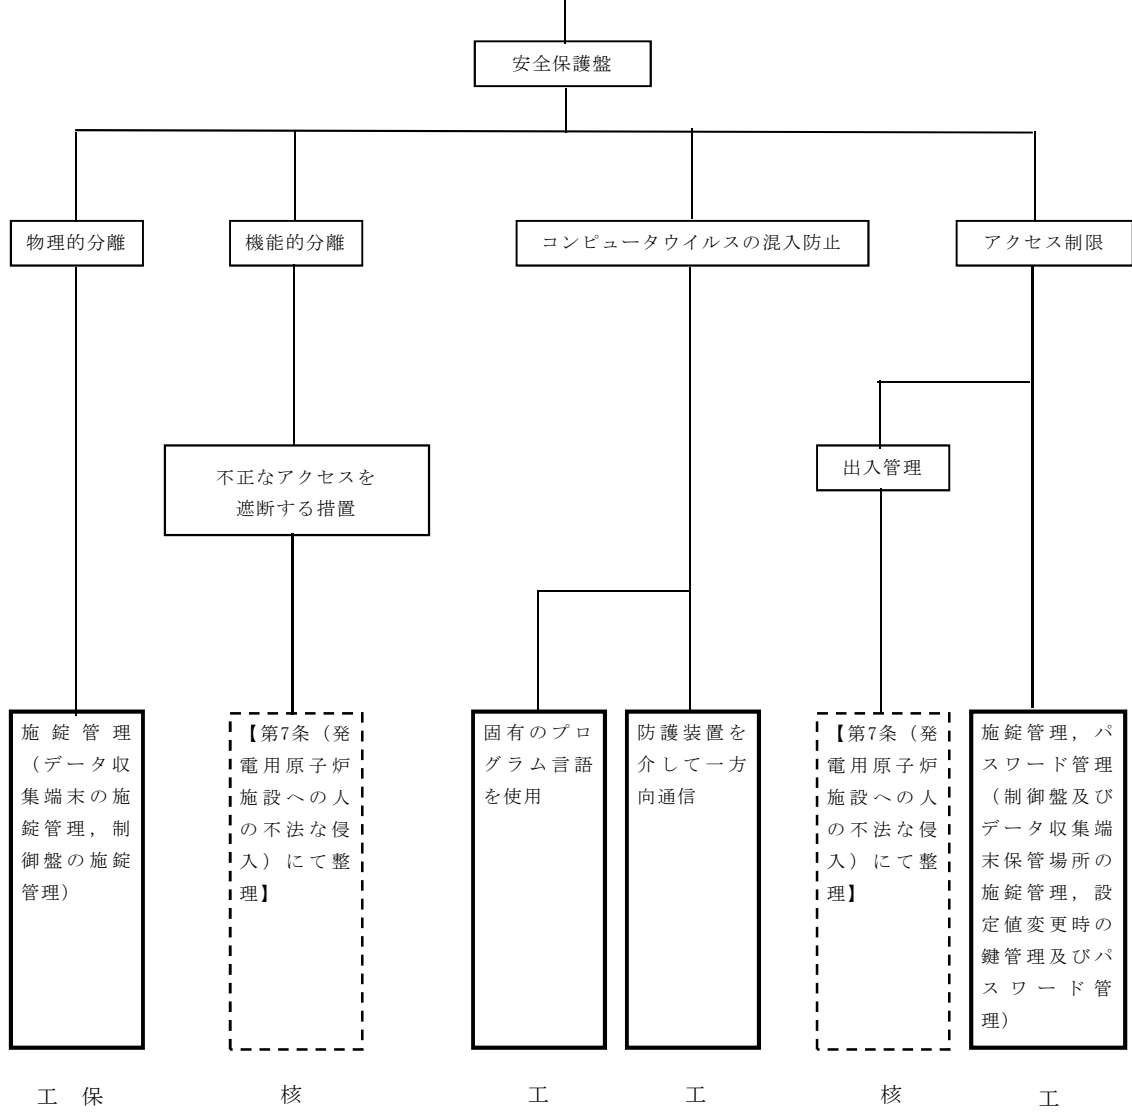 安全保護盤
物理的分離
機能的分離
コンピュータウイルスの混入防止
アクセス制限
不正なアクセスを
遮断する措置
出入管理
施錠管理
（データ収
集端末の施
錠管理，制
御盤の施錠
管理）
【第7条（発
電用原子炉
施設への人
の不法な侵
入）にて整
理】
固有のプロ
グラム言語
を使用
防護装置を
介して一方
向通信
【第7条（発
電用原子炉
施設への人
の不法な侵
入）にて整
理】
施錠管理，パ
スワード管理
（制御盤及び
データ収集端
末保管場所の
施錠管理，設
定値変更時の
鍵管理及びパ
スワード管
理）
工　保
核
工
工
核
工